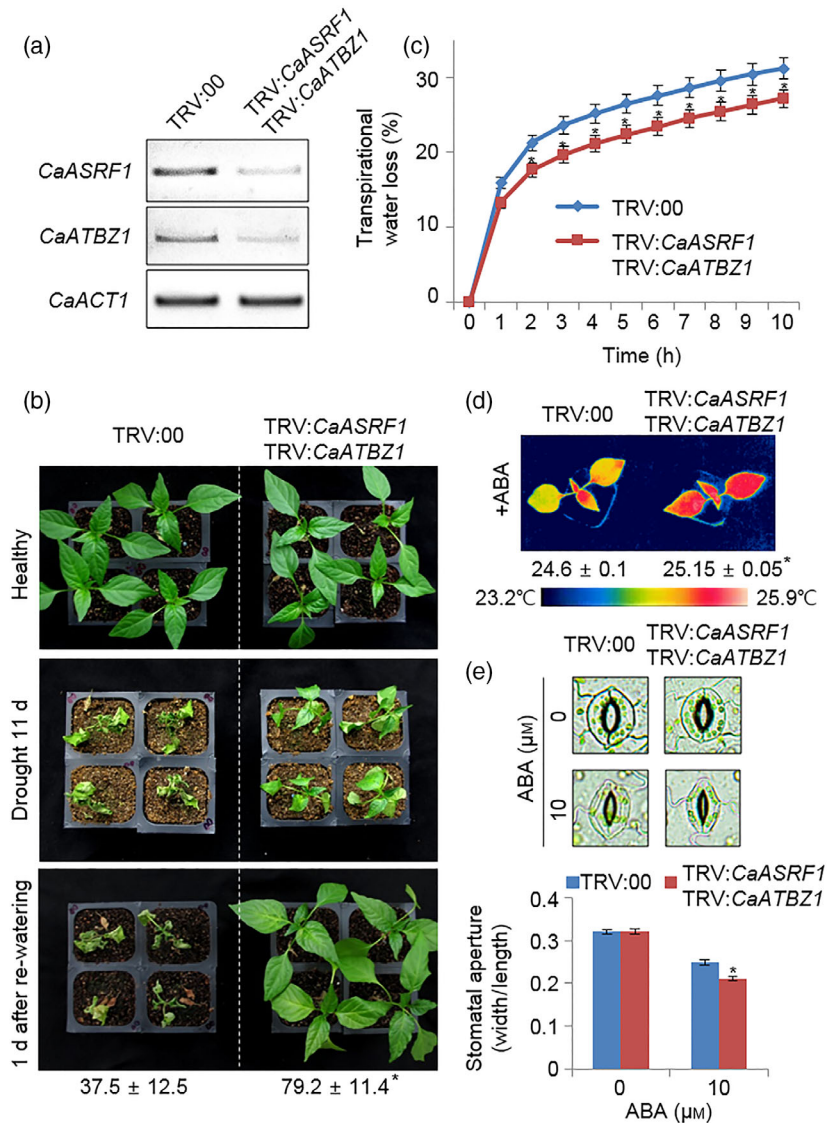 (a)
TRV:00
TRV:CaASRF1
TRV:CaATBZ1
CaASRF1
CaATBZ1
CaACT1
(c)
Transpirational
water loss (%)
30
20
10
0
0 1 2 3 4 5 6 7 8 9 10
Time (h)
* * * * * * * * *
TRV:00
TRV:CaASRF1
TRV:CaATBZ1
(b)
TRV:00
TRV:CaASRF1
TRV:CaATBZ1
Healthy
Drought 11 d
1 d after re-watering
37.5 ± 12.5
79.2 ± 11.4*
(d)
TRV:00
TRV:CaASRF1
TRV:CaATBZ1
+ABA
24.6 ± 0.1
25.15 ± 0.05*
23.2℃
25.9℃
(e)
TRV:00
TRV:CaASRF1
TRV:CaATBZ1
ABA (μM)
0
10
TRV:00
TRV:CaASRF1
TRV:CaATBZ1
Stomatal aperture
(width/length)
0.4
0.3
0.2
0.1
0
*
0 10
ABA (μM)